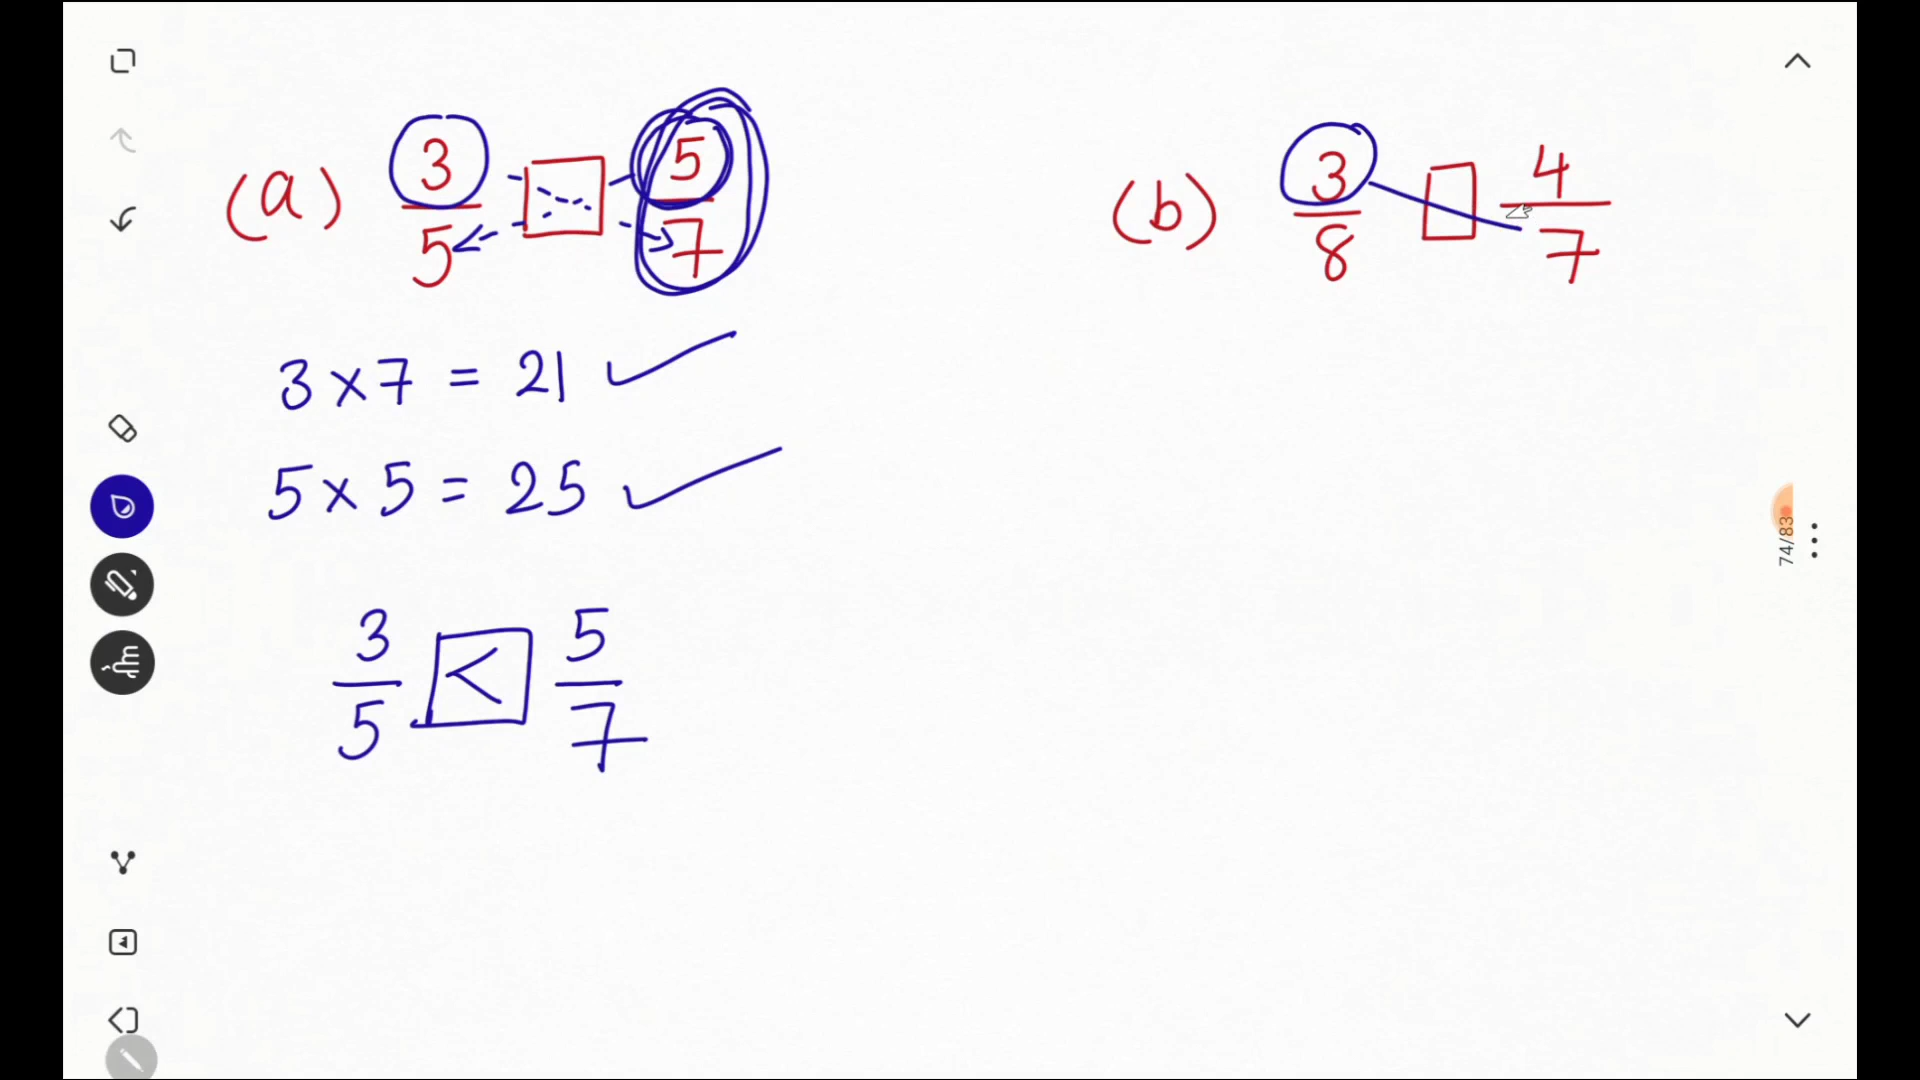 (a) 3/5 □ 5/7
3 × 7 = 21 ✓
5 × 5 = 25 ✓
3/5 < 5/7
(b) 3/8 □ 4/7
74/83